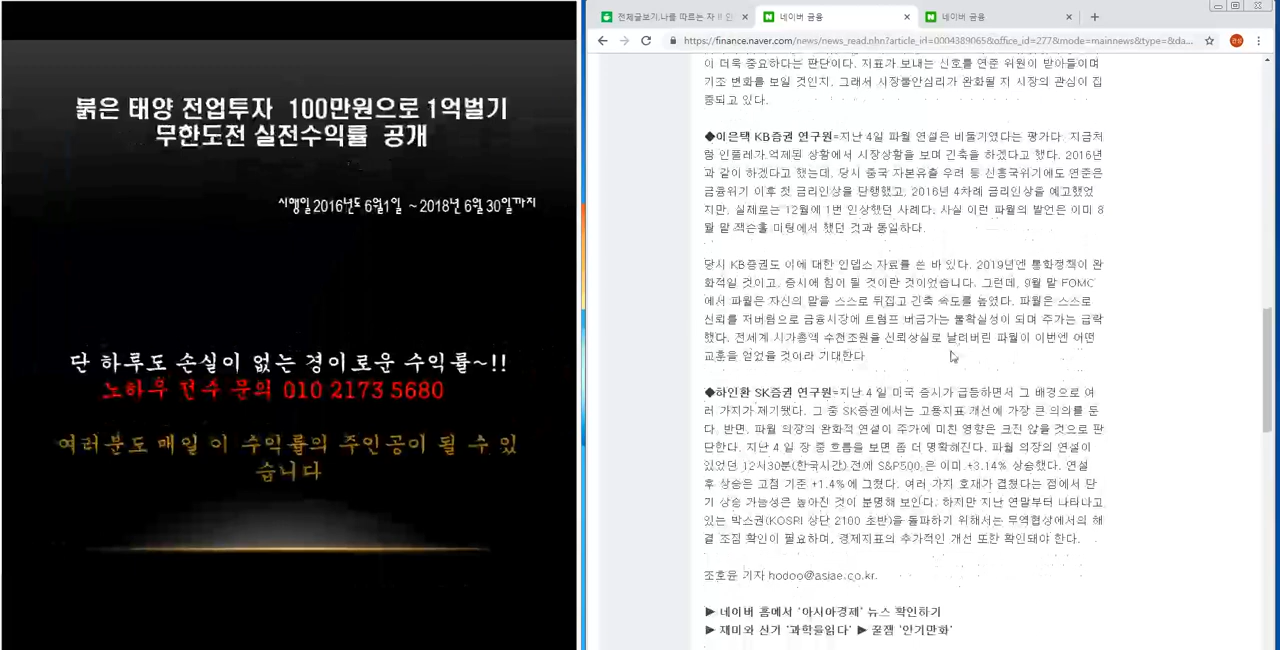 붉은 태양 전업투자 100만원으로 1억벌기
무한도전 실전수익률 공개
시행일2016년도 6월1일 ~2018년 6월30일까지
단 하루도 손실이 없는 경이로운 수익률~!!
노하우 전수 문의 010 2173 5680
여러분도 매일 이 수익률의 주인공이 될 수 있
습니다
전체글보기.나를 따르는 자 !!
네이버 금융
네이버 금융
https://finance.naver.com/news/news_read.nhn?article_id=0004389065&office_id=277&mode=mainnews&type=&da...
이 더욱 중요하다는 판단이다. 지표가 보내는 신호를 연준 위원이 받아들이며
기조 변화를 보일 것인지, 그래서 시장불안심리가 완화될 지 시장의 관심이 집
중되고 있다.
◆이은택 KB증권 연구원=지난 4일 파월 연설은 비둘기였다는 평가다. 지금처
럼 인플레가 억제된 상황에서 시장상황을 보며 긴축을 하겠다고 했다. 2016년
과 같이 하겠다고 했는데, 당시 중국 자본유출 우려 등 신흥국위기에도 연준은
금융위기 이후 첫 금리인상을 단행했고, 2016년 4차례 금리인상을 예고했었
지만, 실제로는 12월에 1번 인상했던 사례다. 사실 이런 파월의 발언은 이미 8
월 말 잭슨홀 미팅에서 했던 것과 동일하다.
당시 KB증권도 이에 대한 인뎁스 자료를 쓴 바 있다. 2019년엔 통화정책이 완
화적일 것이고, 증시에 힘이 될 것이란 것이었습니다. 그런데, 9월 말 FOMC
에서 파월은 자신의 말을 스스로 뒤집고 긴축 속도를 높였다. 파월은 스스로
신뢰를 저버림으로 금융시장에 트럼프 버금가는 불확실성이 되며 주가는 급락
했다. 전세계 시가총액 수천조원을 신뢰상실로 날려버린 파월이 이번엔 어떤
교훈을 얻었을 것이라 기대한다
◆하인환 SK증권 연구원=지난 4 일 미국 증시가 급등하면서 그 배경으로 여
러 가지가 제기됐다. 그 중 SK증권에서는 고용지표 개선에 가장 큰 의의를 둔
다. 반면, 파월 의장의 완화적 연설이 주가에 미친 영향은 크진 않을 것으로 판
단한다. 지난 4 일 장 중 흐름을 보면 좀 더 명확해진다. 파월 의장의 연설이
있었던 12시30분(한국시간) 전에 S&P500 은 이미 +3.14% 상승했다. 연설
후 상승은 고점 기준 +1.4%에 그쳤다. 여러 가지 호재가 겹쳤다는 점에서 단
기 상승 가능성은 높아진 것이 분명해 보인다. 하지만 지난 연말부터 나타나고
있는 박스권(KOSPI 상단 2100 초반)을 돌파하기 위해서는 무역협상에서의 해
결 조짐 확인이 필요하며, 경제지표의 추가적인 개선 또한 확인돼야 한다.
조호윤 기자 hodoo@asiae.co.kr.
▶ 네이버 홈에서 '아시아경제' 뉴스 확인하기
▶ 재미와 신기 '과학을읽다' ▶ 꿀잼 '인기만화'